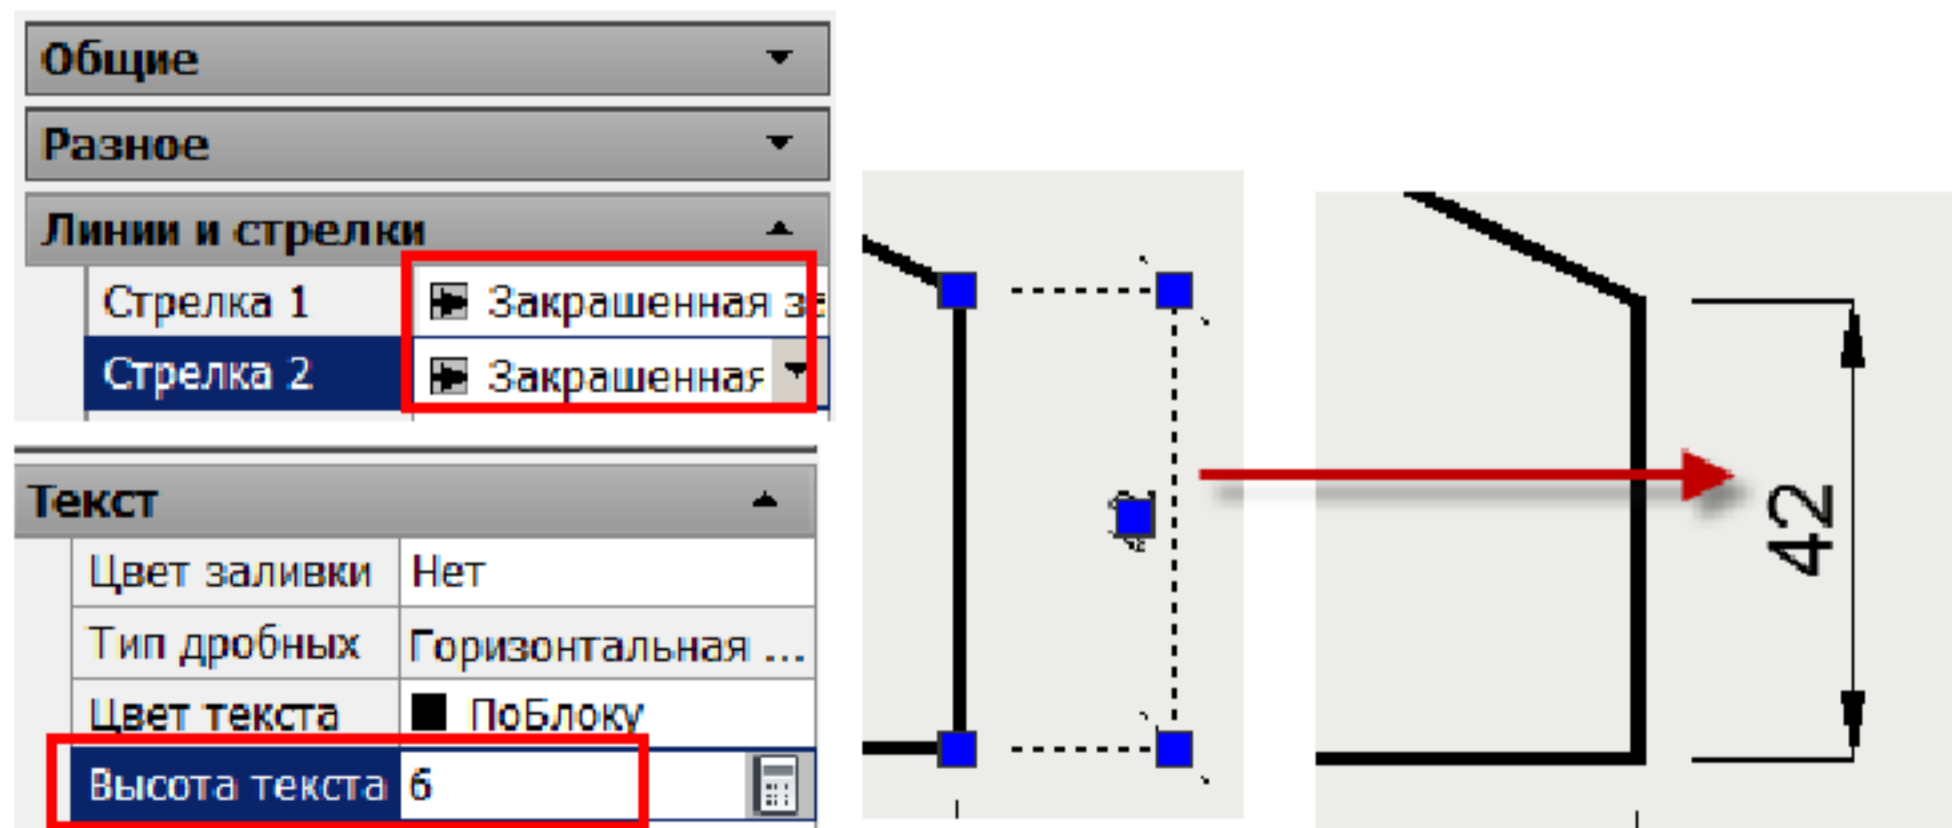 Общие
Разное
Линии и стрелки
Стрелка 1 Закрашенная за
Стрелка 2 Закрашенная
Текст
Цвет заливки Нет
Тип дробных Горизонтальная ...
Цвет текста ПоБлоку
Высота текста 6
42